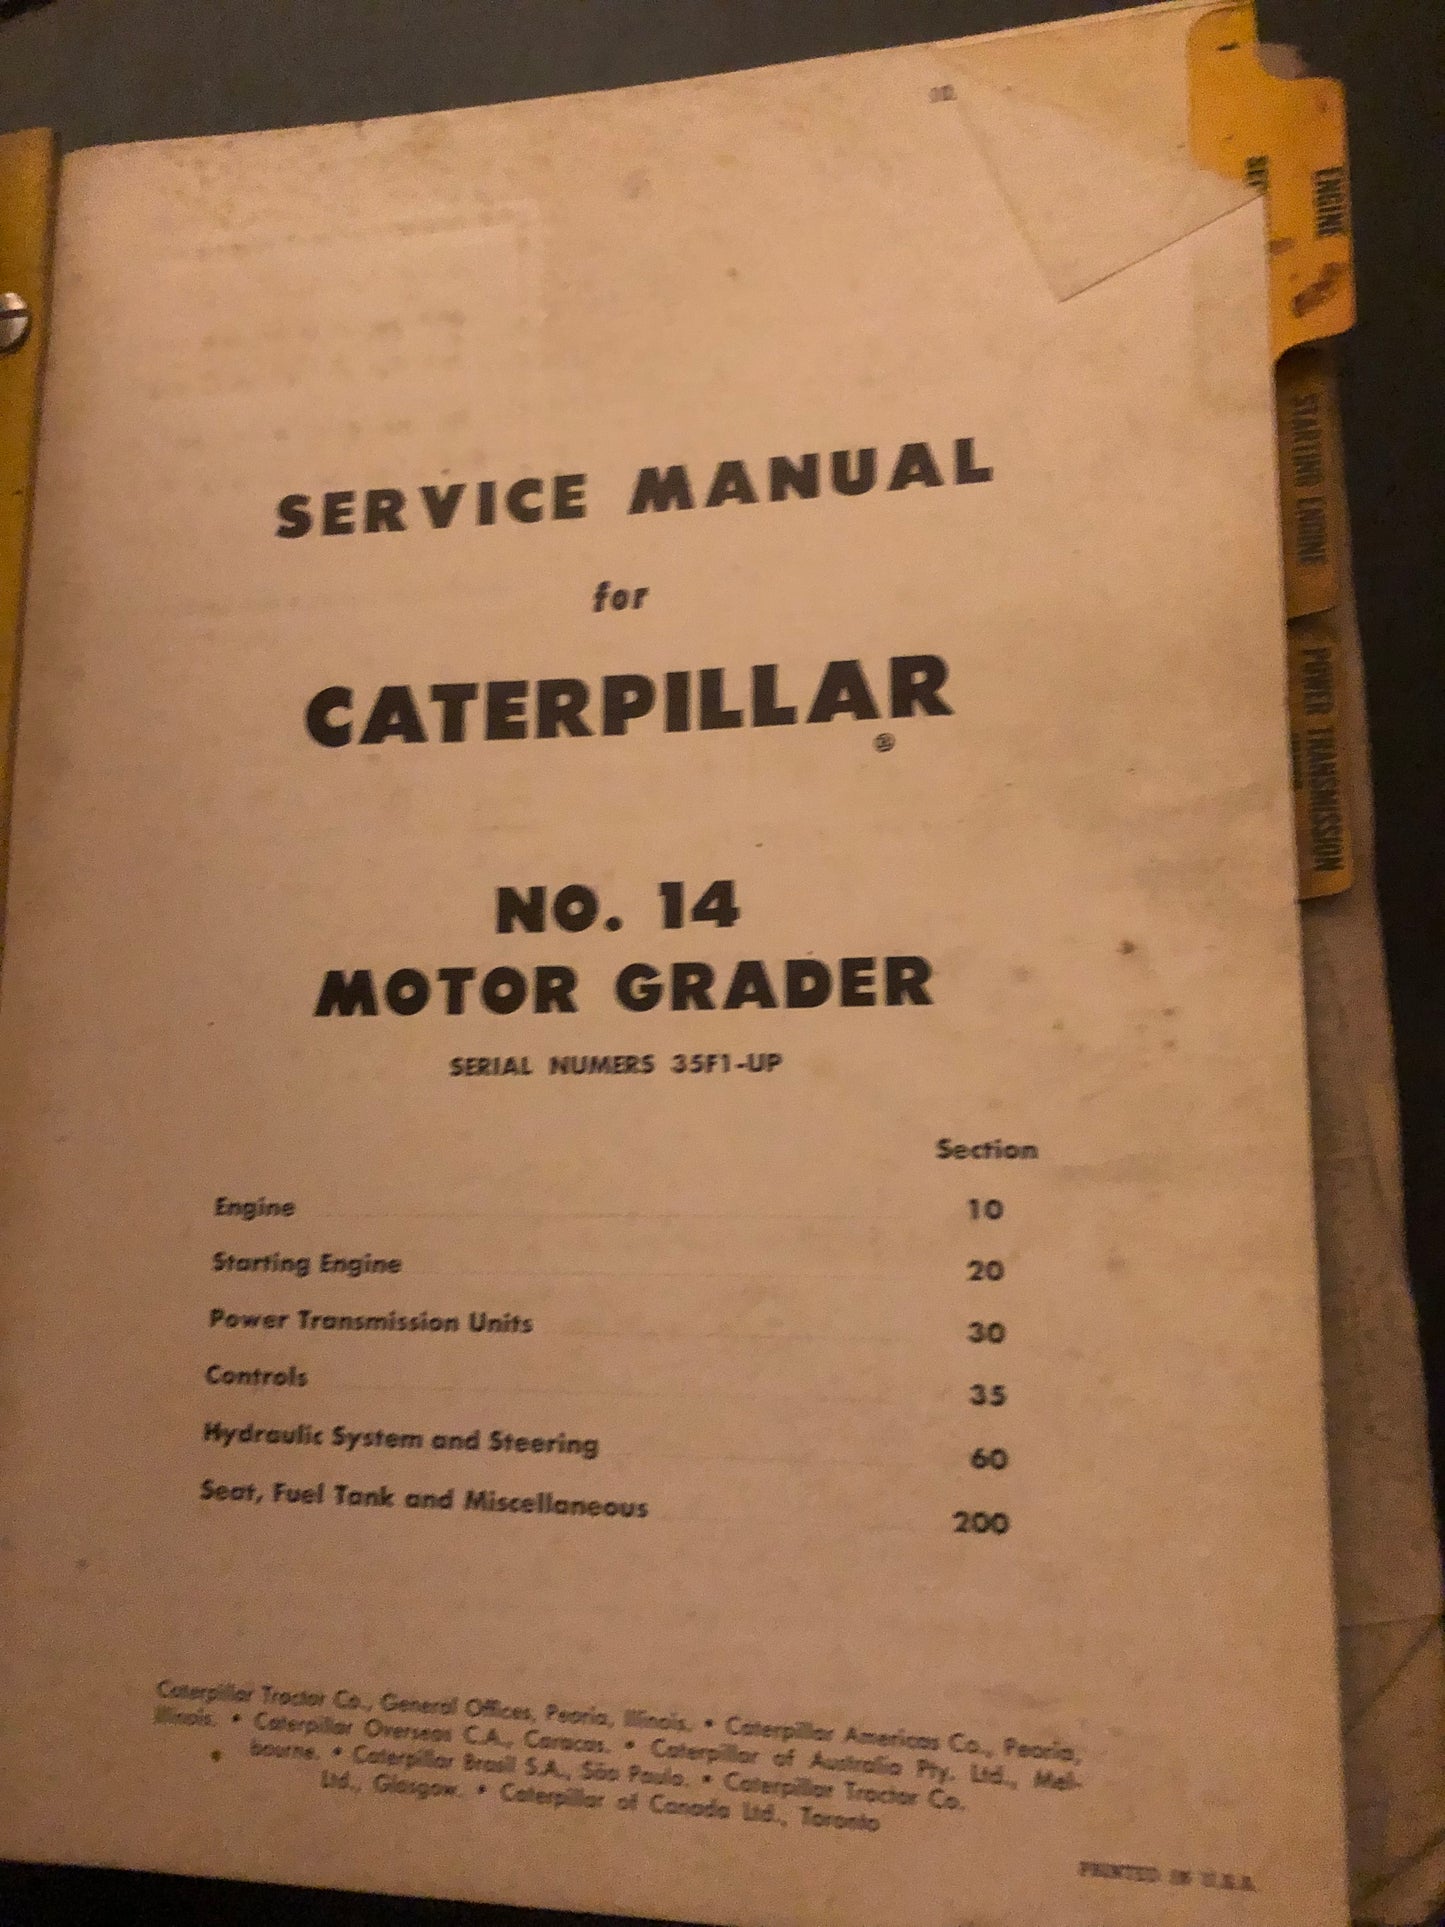 SERVICE MANUAL
for
CATERPILLAR
®
NO. 14
MOTOR GRADER
SERIAL NUMERS 35F1-UP
Section
Engine 10
Starting Engine 20
Power Transmission Units 30
Controls 35
Hydraulic System and Steering 60
Seat, Fuel Tank and Miscellaneous 200
Caterpillar Tractor Co., General Offices, Peoria, Illinois. • Caterpillar Americas Co., Peoria,
Illinois. • Caterpillar Overseas C.A., Caracas. • Caterpillar of Australia Pty. Ltd., Mel-
bourne. • Caterpillar Brasil S.A., São Paulo. • Caterpillar Tractor Co.
Ltd., Glasgow. • Caterpillar of Canada Ltd., Toronto
PRINTED IN U.S.A.
ENGINE
STARTING ENGINE
POWER TRANSMISSION